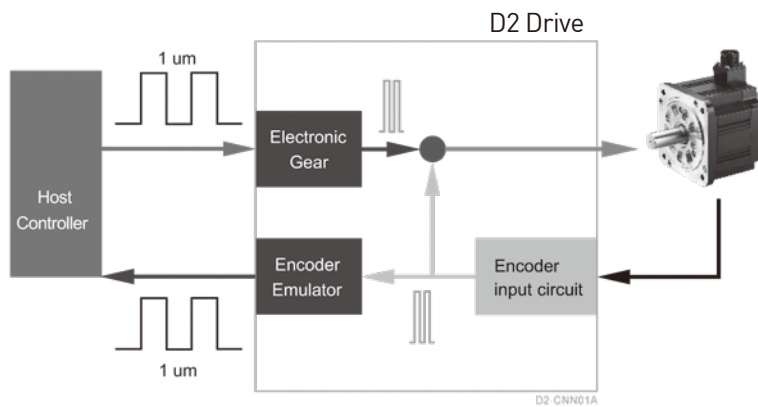 D2 Drive
1 um
Electronic
Gear
Host
Controller
Encoder
Emulator
Encoder
input circuit
1 um
D2-CNN01A